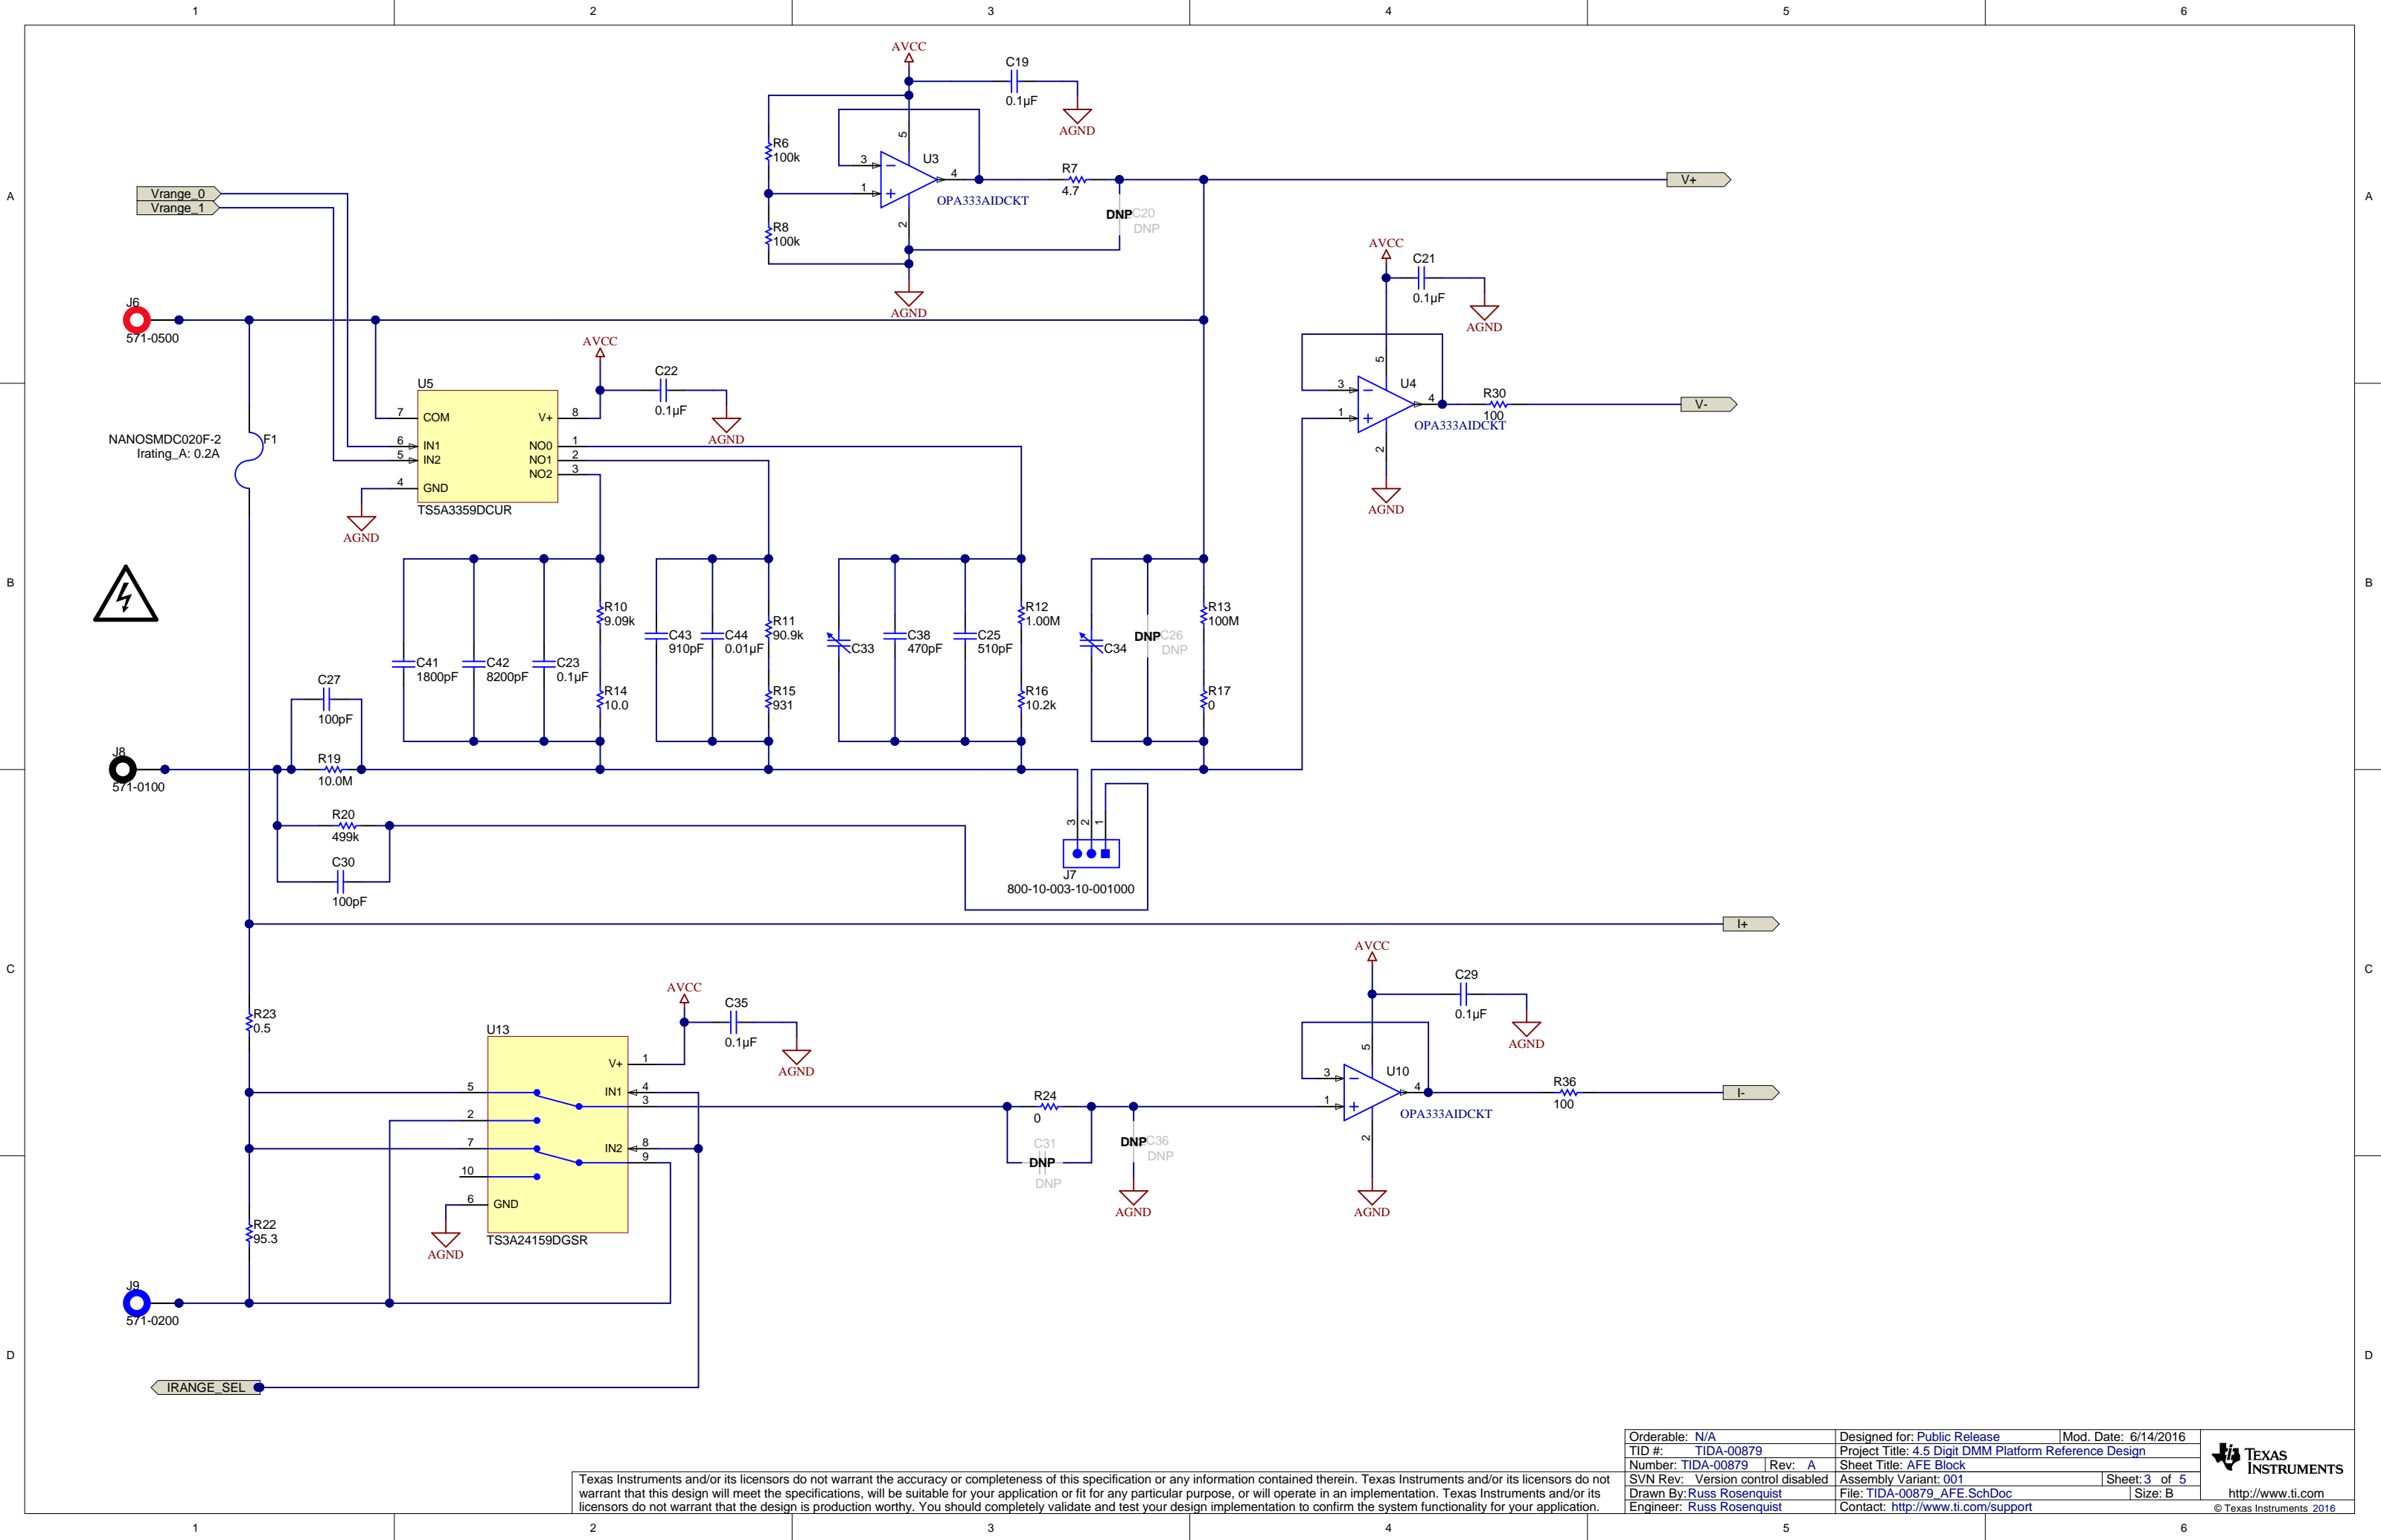 1 2 3 4 5 6
A
A
B
B
C
C
D
D
AVCC
C19
0.1µF
AGND
R6
100k
5
3
U3
4
1
OPA333AIDCKT
2
R8
100k
R7
4.7
DNP C20
DNP
V+
AGND
Vrange_0
Vrange_1
J6
571-0500
AVCC
C21
0.1µF
AGND
5
3
U4
4
1
OPA333AIDCKT
2
R30
100
V-
AGND
AVCC
C22
0.1µF
AGND
U5
7 COM V+ 8
6 IN1 NO0 1
5 IN2 NO1 2
NO2 3
4 GND
TS5A3359DCUR
AGND
NANOSMDC020F-2
Irating_A: 0.2A
F1
R10
9.09k
R11
90.9k
R12
1.00M
R13
100M
C43
910pF
C44
0.01µF
C33
C38
470pF
C25
510pF
C34
DNP C26
DNP
C41
1800pF
C42
8200pF
C23
0.1µF
R14
10.0
R15
931
R16
10.2k
R17
0
C27
100pF
J8
571-0100
R19
10.0M
R20
499k
C30
100pF
3 2 1
J7
800-10-003-10-001000
I+
R23
0.5
AVCC
C35
0.1µF
AGND
U13
V+ 1
5 IN1 4
3
2
7 IN2 8
9
10
6 GND
TS3A24159DGSR
AGND
R22
95.3
R24
0
C31
DNP
DNP
DNP C36
DNP
AGND
AVCC
C29
0.1µF
AGND
5
3
U10
4
1
OPA333AIDCKT
2
AGND
R36
100
I-
J9
571-0200
IRANGE_SEL
Texas Instruments and/or its licensors do not warrant the accuracy or completeness of this specification or any information contained therein. Texas Instruments and/or its licensors do not
warrant that this design will meet the specifications, will be suitable for your application or fit for any particular purpose, or will operate in an implementation. Texas Instruments and/or its
licensors do not warrant that the design is production worthy. You should completely validate and test your design implementation to confirm the system functionality for your application.
Orderable: N/A Designed for: Public Release Mod. Date: 6/14/2016
TID #: TIDA-00879 Project Title: 4.5 Digit DMM Platform Reference Design
Number: TIDA-00879 Rev: A Sheet Title: AFE Block
SVN Rev: Version control disabled Assembly Variant: 001 Sheet: 3 of 5
Drawn By: Russ Rosenquist File: TIDA-00879_AFE.SchDoc Size: B
Engineer: Russ Rosenquist Contact: http://www.ti.com/support
TEXAS
INSTRUMENTS
http://www.ti.com
© Texas Instruments 2016
1 2 3 4 5 6